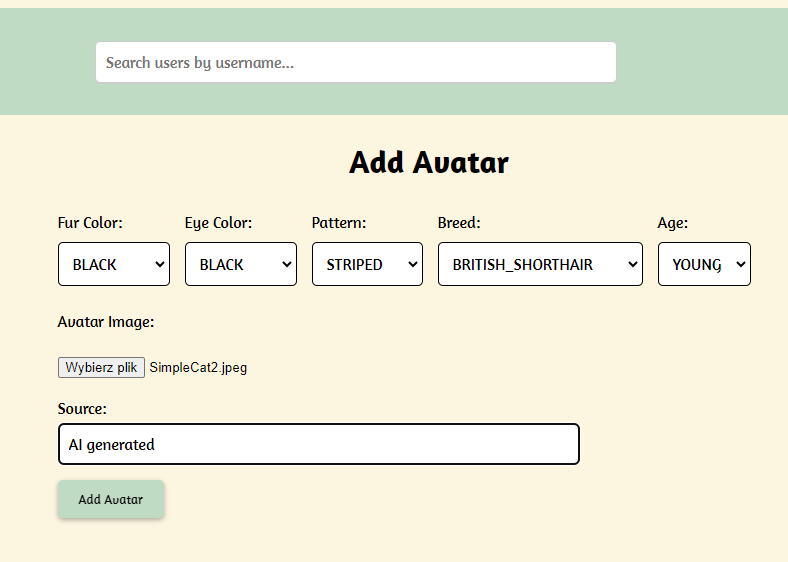 Search users by username...
Add Avatar
Fur Color: Eye Color: Pattern: Breed: Age:
BLACK BLACK STRIPED BRITISH_SHORTHAIR YOUNG
Avatar Image:
Wybierz plik SimpleCat2.jpeg
Source:
AI generated
Add Avatar